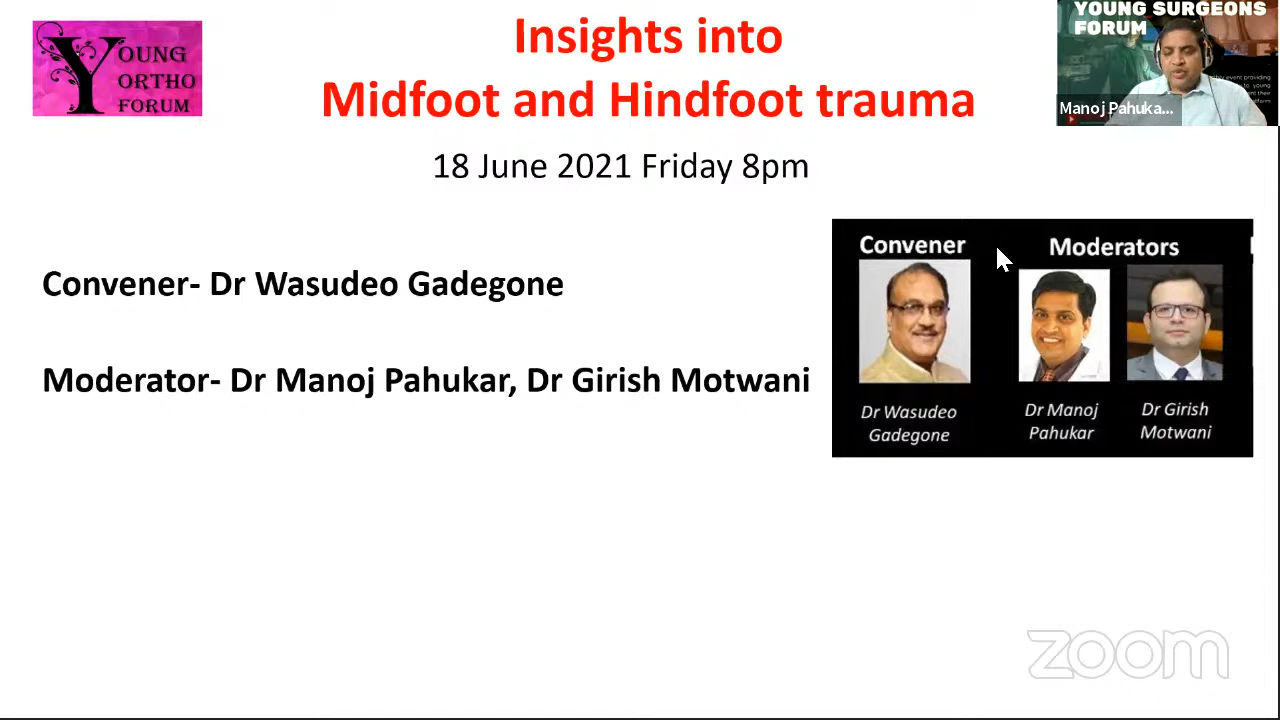 YOUNG
ORTHO
FORUM
Insights into
Midfoot and Hindfoot trauma
18 June 2021 Friday 8pm
YOUNG SURGEONS
FORUM
Manoj Pahuka...
Convener- Dr Wasudeo Gadegone
Moderator- Dr Manoj Pahukar, Dr Girish Motwani
Convener
Moderators
Dr Wasudeo
Gadegone
Dr Manoj
Pahukar
Dr Girish
Motwani
zoom